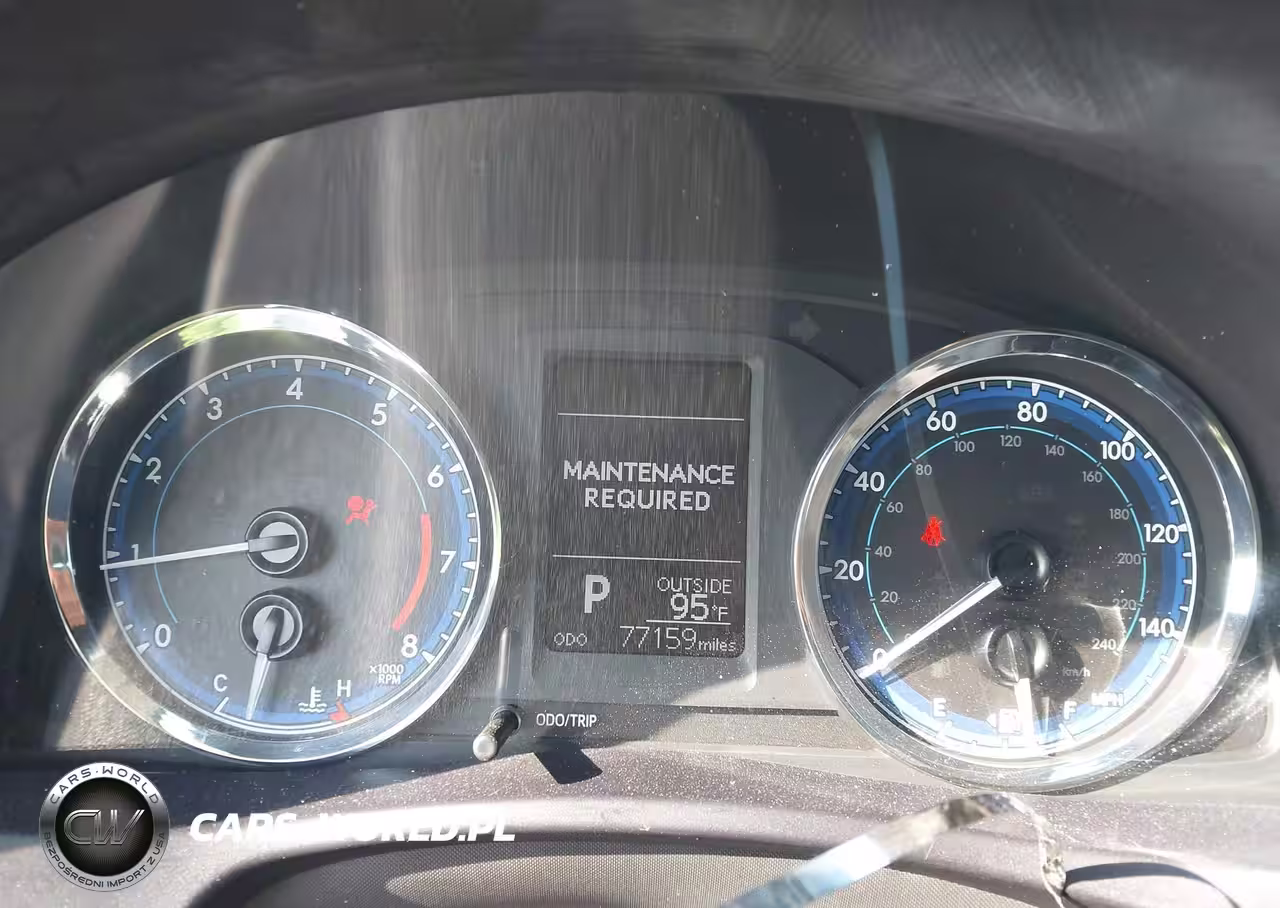 4
3
5
2
6
1
7
0
8
×1000
RPM
C
H
MAINTENANCE
REQUIRED
P
OUTSIDE
95°F
ODO 77159 miles
ODO/TRIP
80
60
100
40
120
20
140
0
100
120
140
80
160
60
180
40
200
20
220
240
km/h
MPH
E
F
CARS-WORLD
CW
BEZPOŚREDNI IMPORT Z USA
CARS-WORLD.PL